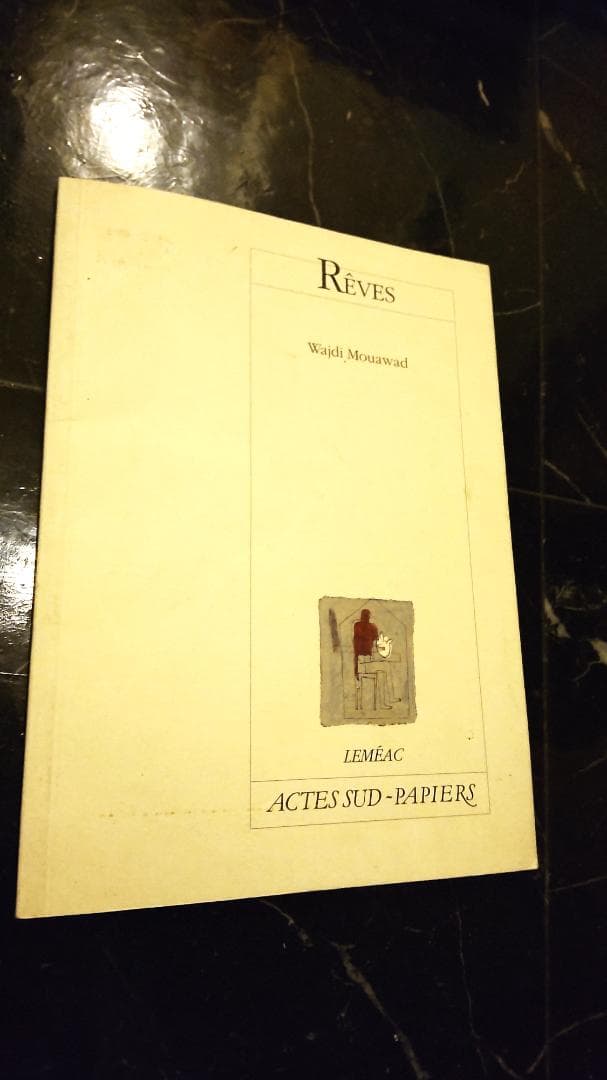 RÊVES
Wajdi Mouawad
LEMÉAC
ACTES SUD-PAPIERS